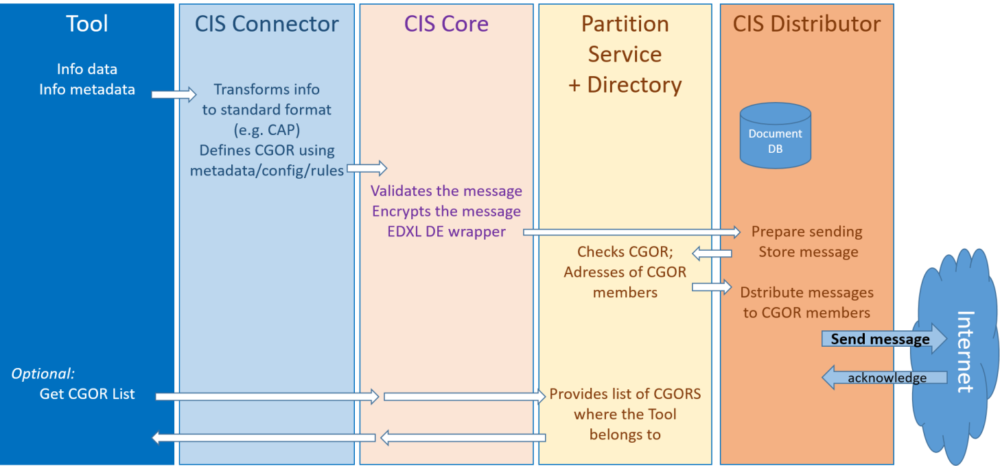 Tool
Info data
Info metadata
Optional:
Get CGOR List
CIS Connector
Transforms info
to standard format
(e.g. CAP)
Defines CGOR using
metadata/config/rules
CIS Core
Validates the message
Encrypts the message
EDXL DE wrapper
Partition
Service
+ Directory
Checks CGOR;
Adresses of CGOR
members
Provides list of CGORS
where the Tool
belongs to
CIS Distributor
Document
DB
Prepare sending
Store message
Dstribute messages
to CGOR members
Send message
acknowledge
Internet